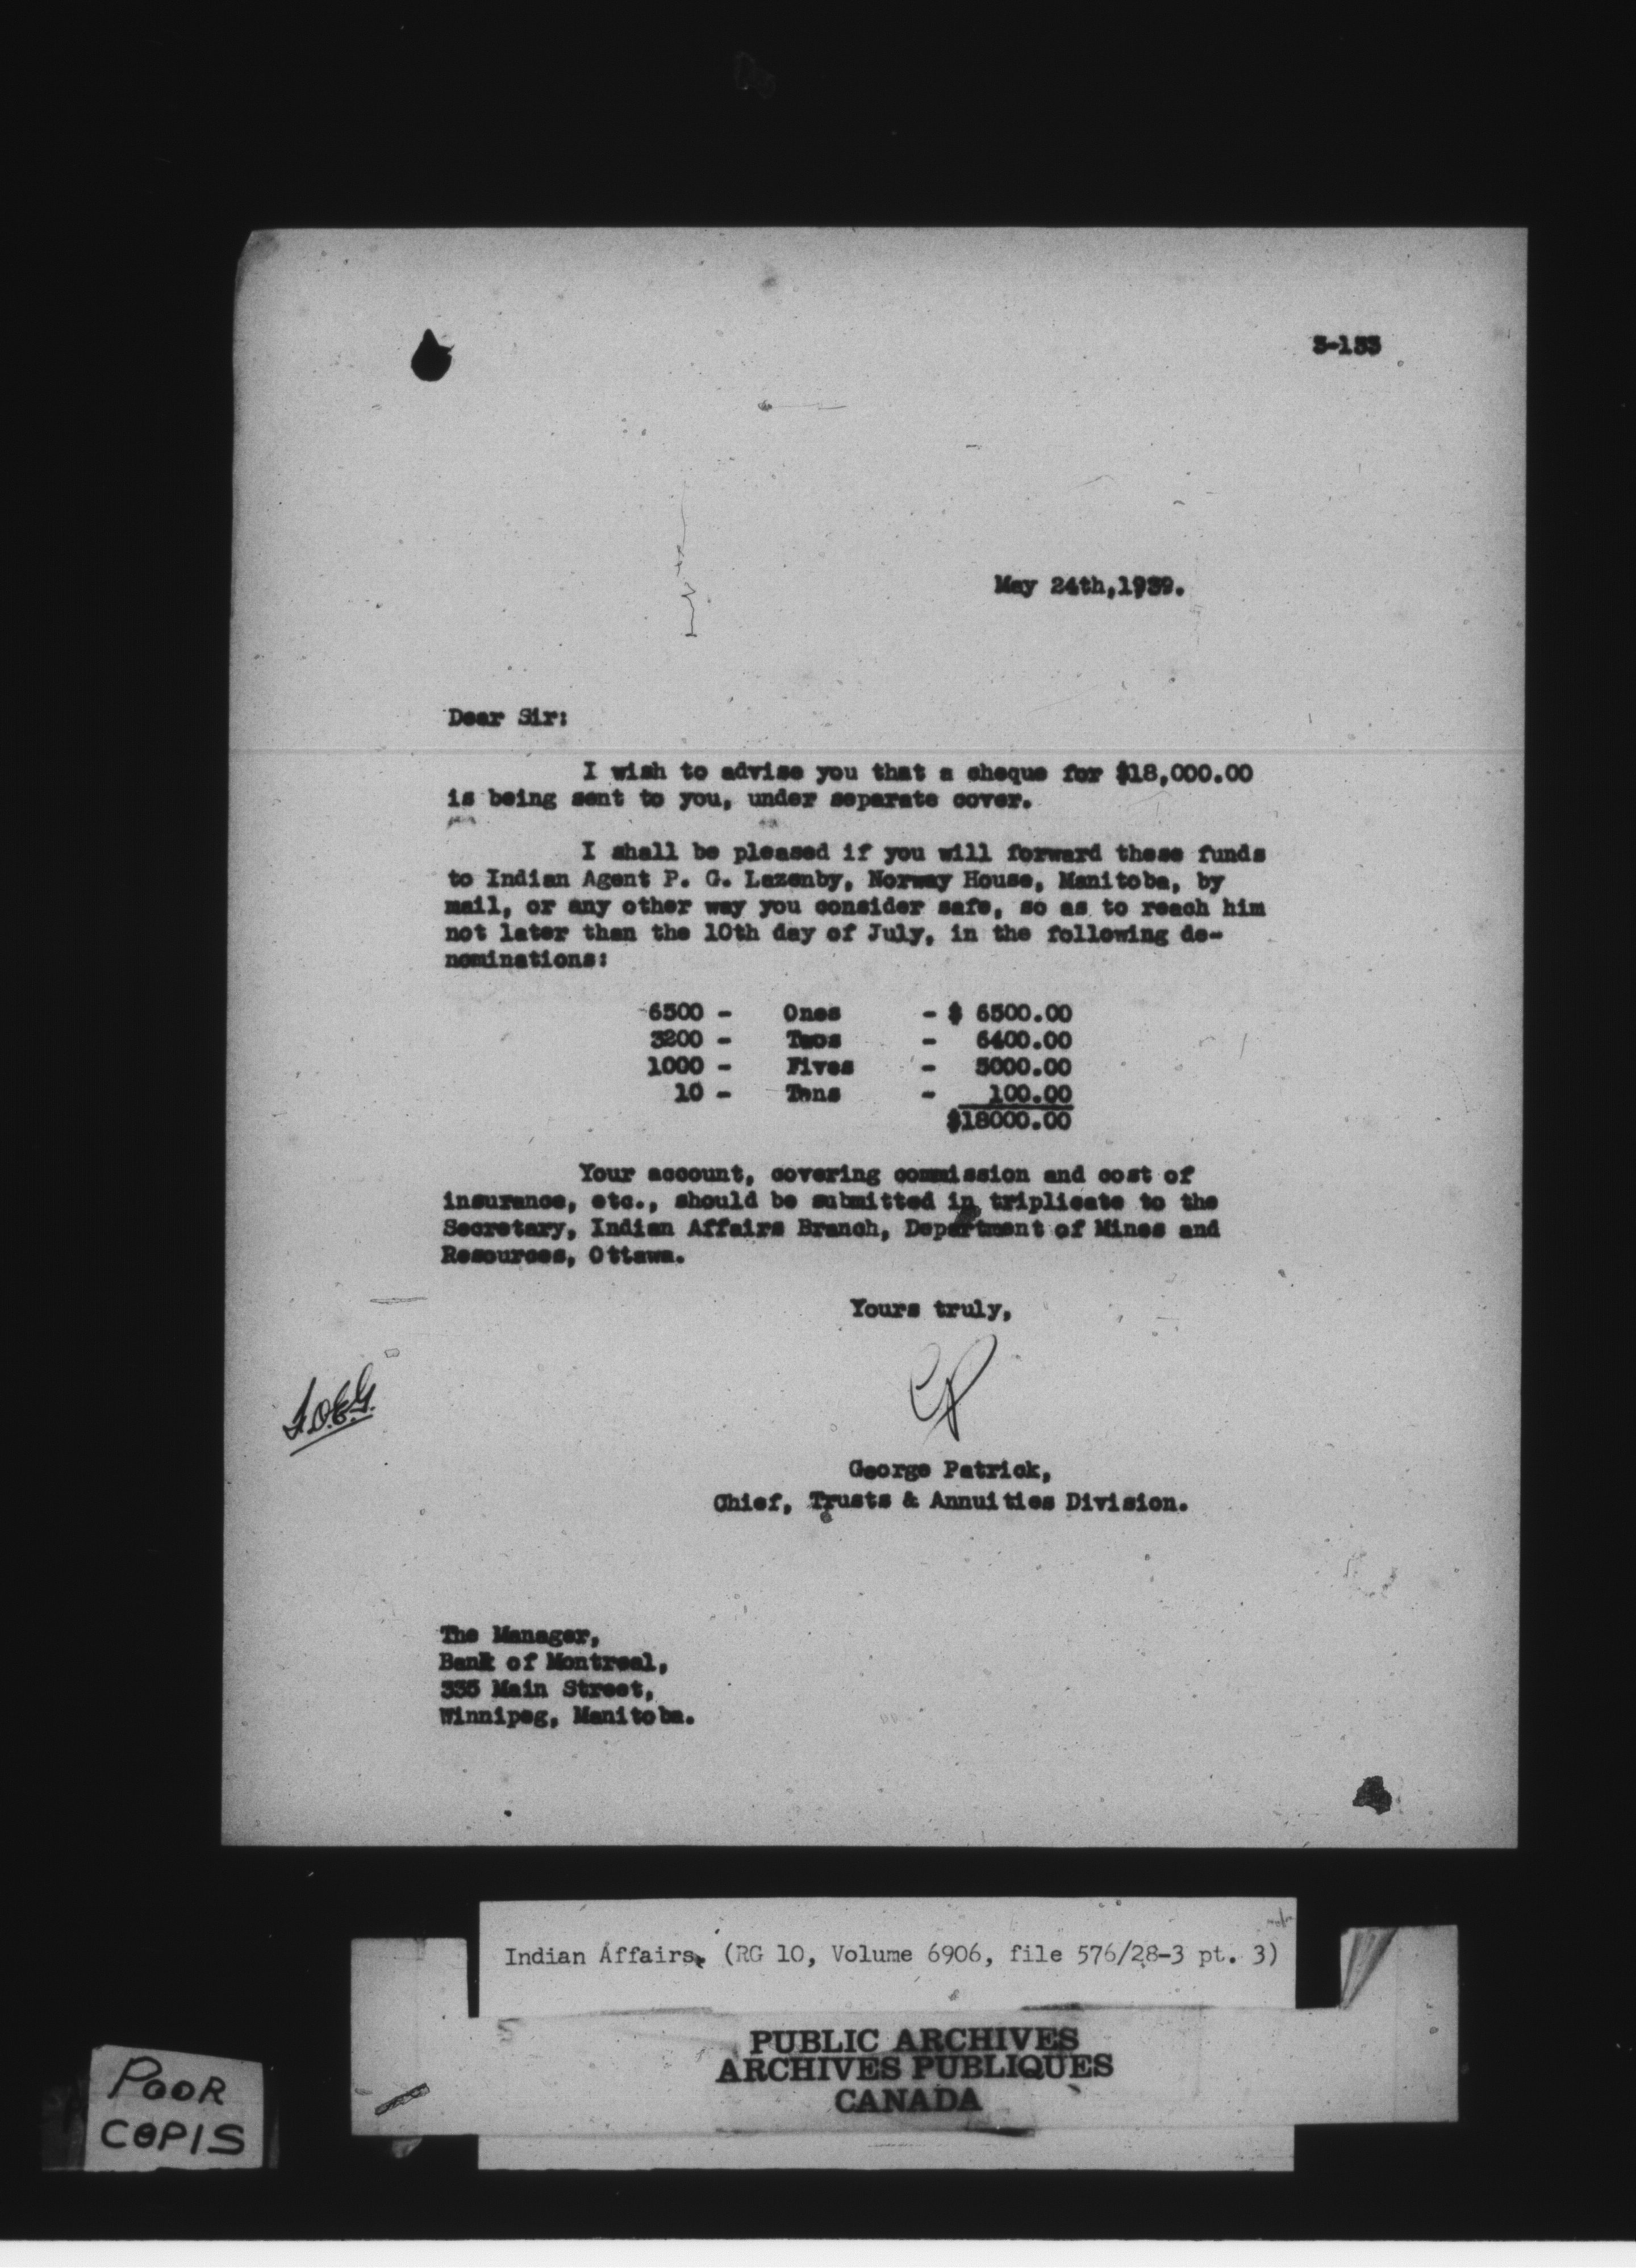 3-133
May 24th,1939.
Dear Sir:
I wish to advise you that a cheque for $18,000.00
is being sent to you, under separate cover.
I shall be pleased if you will forward these funds
to Indian Agent P. G. Lazenby, Norway House, Manitoba, by
mail, or any other way you consider safe, so as to reach him
not later than the 10th day of July, in the following de-
nominations:
6500 - Ones - $ 6500.00
3200 - Twos - 6400.00
1000 - Fives - 5000.00
10 - Tens - 100.00
$18000.00
Your account, covering commission and cost of
insurance, etc., should be submitted in triplicate to the
Secretary, Indian Affairs Branch, Department of Mines and
Resources, Ottawa.
Yours truly,
GP
George Patrick,
Chief, Trusts & Annuities Division.
The Manager,
Bank of Montreal,
335 Main Street,
Winnipeg, Manitoba.
Indian Affairs. (RG 10, Volume 6906, file 576/28-3 pt. 3)
PUBLIC ARCHIVES
ARCHIVES PUBLIQUES
CANADA
POOR
COPIS